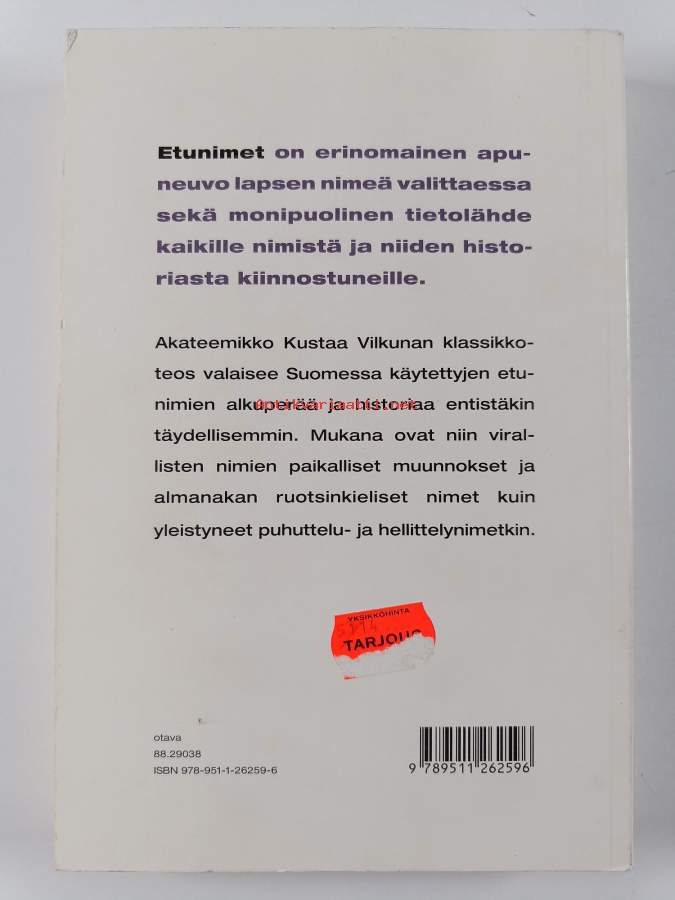 Etunimet on erinomainen apu-
neuvo lapsen nimeä valittaessa
sekä monipuolinen tietolähde
kaikille nimistä ja niiden histo-
riasta kiinnostuneille.
Akateemikko Kustaa Vilkunan klassikko-
teos valaisee Suomessa käytettyjen etu-
nimien alkuperää ja historiaa entistäkin
Antikvariaatti.net
täydellisemmin. Mukana ovat niin viral-
listen nimien paikalliset muunnokset ja
almanakan ruotsinkieliset nimet kuin
yleistyneet puhuttelu- ja hellittelynimetkin.
YKSIKKÖHINTA
TARJOUS
otava
88.29038
ISBN 978-951-1-26259-6
9 789511 262596